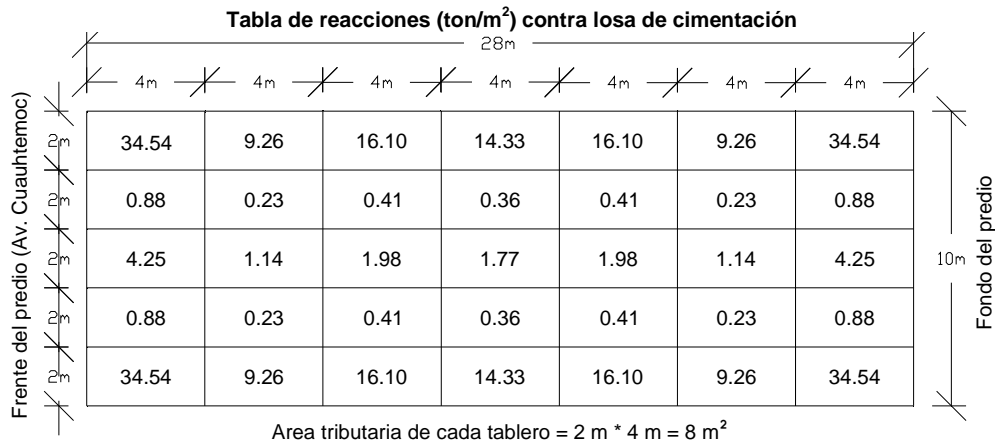 Tabla de reacciones (ton/m²) contra losa de cimentación
28m
4m 4m 4m 4m 4m 4m 4m
2m 34.54 9.26 16.10 14.33 16.10 9.26 34.54
2m 0.88 0.23 0.41 0.36 0.41 0.23 0.88
2m 4.25 1.14 1.98 1.77 1.98 1.14 4.25 10m
2m 0.88 0.23 0.41 0.36 0.41 0.23 0.88
2m 34.54 9.26 16.10 14.33 16.10 9.26 34.54
Frente del predio (Av. Cuauhtemoc)
Fondo del predio
Area tributaria de cada tablero = 2 m * 4 m = 8 m²